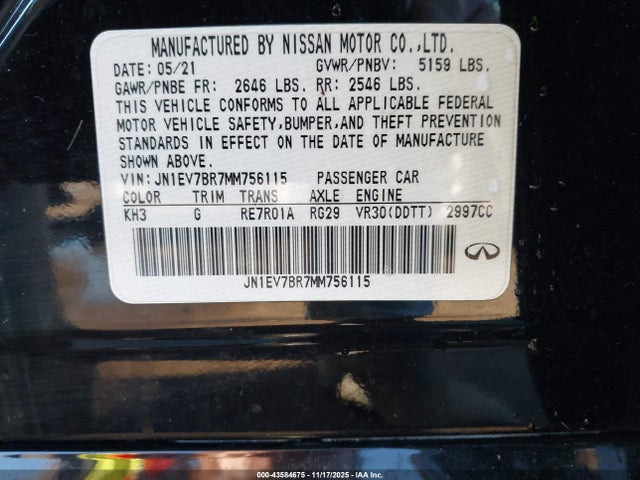 MANUFACTURED BY NISSAN MOTOR CO.,LTD.
DATE: 05/21 GVWR/PNBV: 5159 LBS.
GAWR/PNBE FR: 2646 LBS. RR: 2546 LBS.
THIS VEHICLE CONFORMS TO ALL APPLICABLE FEDERAL
MOTOR VEHICLE SAFETY,BUMPER,AND THEFT PREVENTION
STANDARDS IN EFFECT ON THE DATE OF MANUFACTURE
SHOWN ABOVE.
VIN: JN1EV7BR7MM756115 PASSENGER CAR
COLOR TRIM TRANS AXLE ENGINE
KH3 G RE7R01A RG29 VR30(DDTT) 2997CC
JN1EV7BR7MM756115
000-43584675 11/17/2025 IAA Inc.